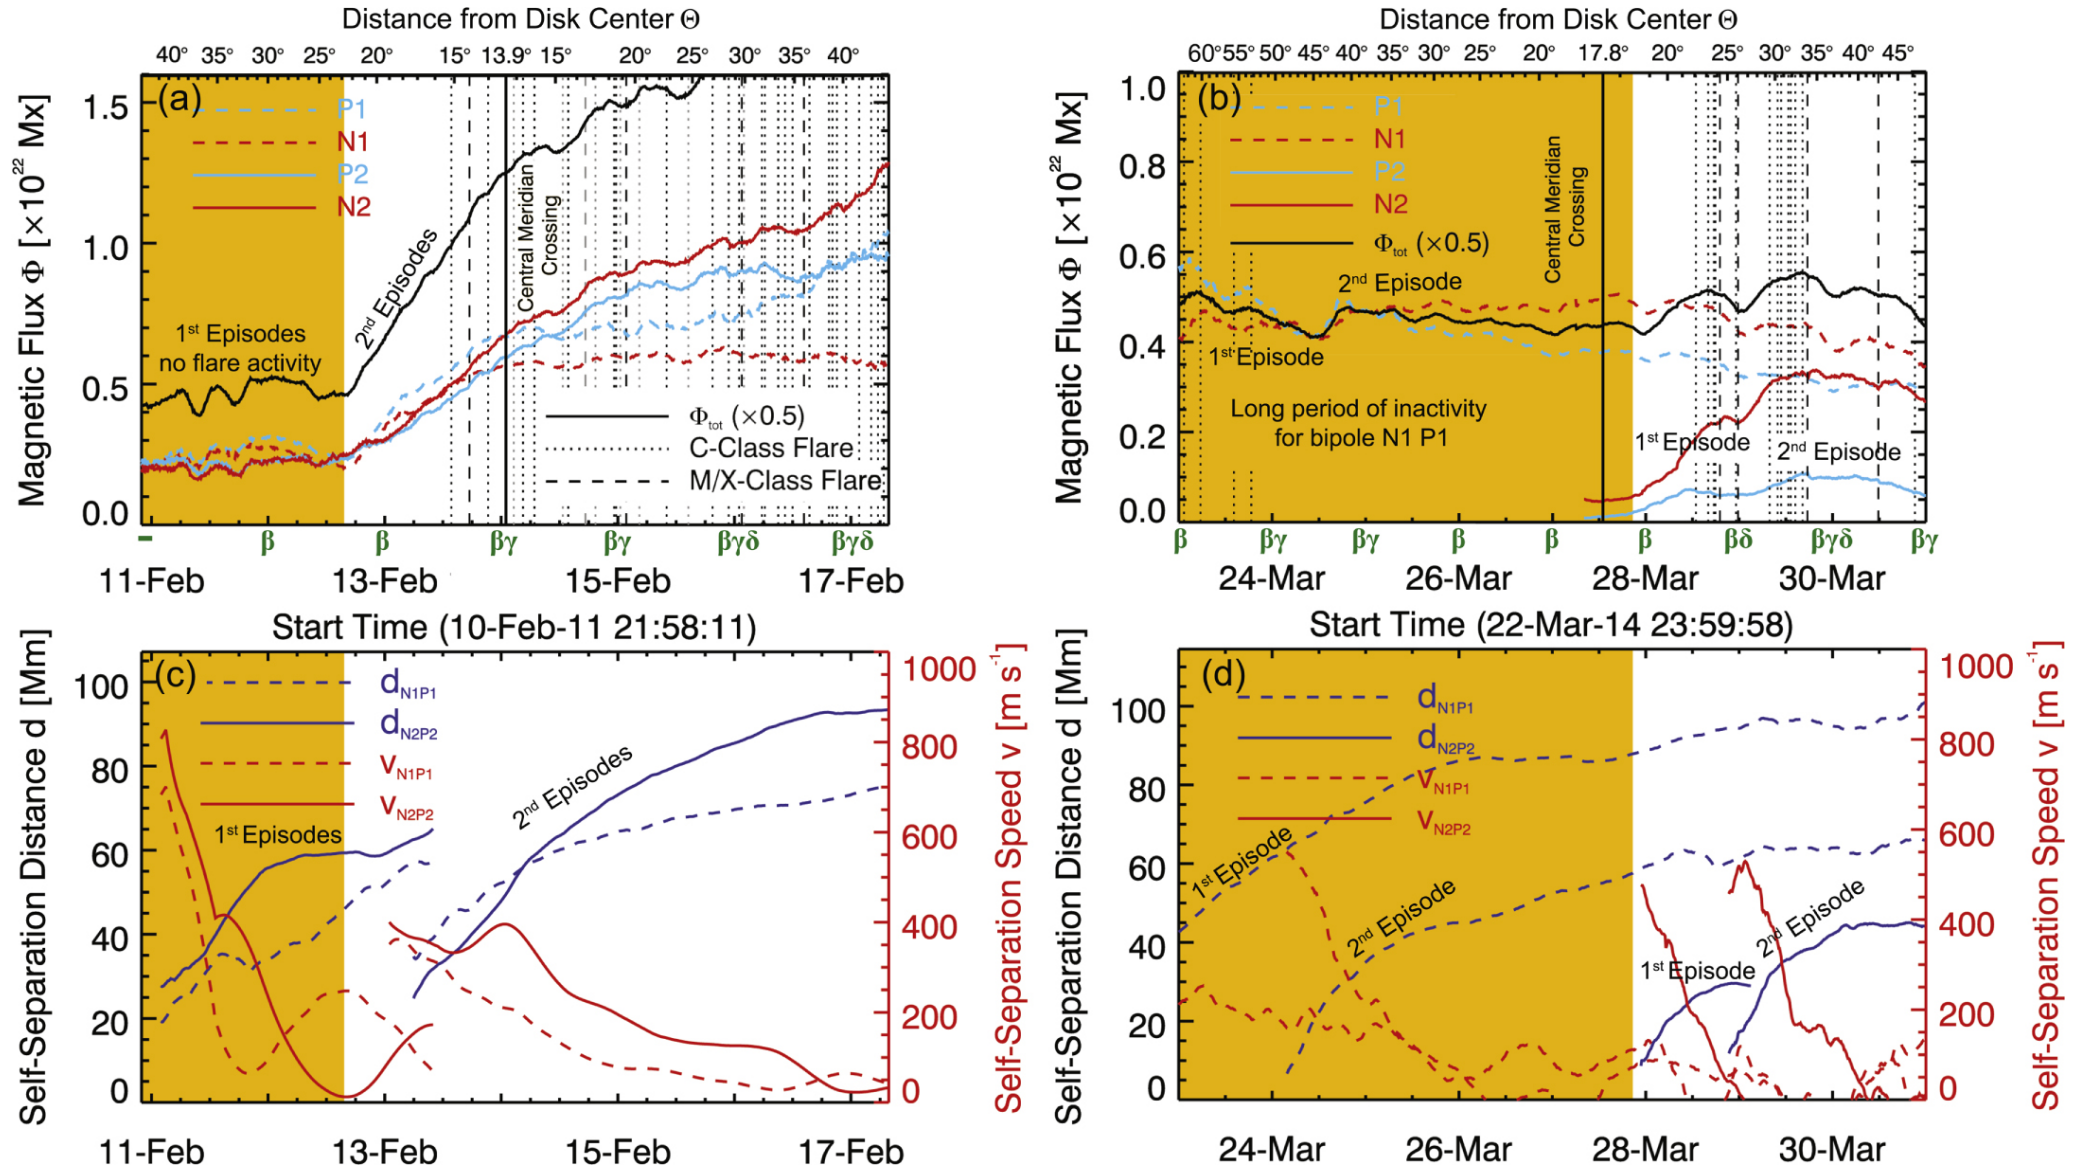 Distance from Disk Center Θ
40° 35° 30° 25° 20° 15° 13.9° 15° 20° 25° 30° 35° 40°
(a)
P1
N1
P2
N2
1st Episodes
no flare activity
2nd Episodes
Central Meridian
Crossing
Φtot (×0.5)
C-Class Flare
M/X-Class Flare
Magnetic Flux Φ [×10²² Mx]
1.5
1.0
0.5
0.0
- β β βγ βγ βγδ βγδ
11-Feb 13-Feb 15-Feb 17-Feb
Start Time (10-Feb-11 21:58:11)
Distance from Disk Center Θ
60° 55° 50° 45° 40° 35° 30° 25° 20° 17.8° 20° 25° 30° 35° 40° 45°
(b)
P1
N1
P2
N2
Φtot (×0.5)
2nd Episode
1st Episode
Long period of inactivity
for bipole N1 P1
Central Meridian
Crossing
1st Episode
2nd Episode
Magnetic Flux Φ [×10²² Mx]
1.0
0.8
0.6
0.4
0.2
0.0
β βγ βγ β β β βδ βγδ βγ
24-Mar 26-Mar 28-Mar 30-Mar
Start Time (22-Mar-14 23:59:58)
(c)
dN1P1
dN2P2
vN1P1
vN2P2
1st Episodes
2nd Episodes
Self-Separation Distance d [Mm]
100
80
60
40
20
0
1000
800
600
400
200
0
Self-Separation Speed v [m s⁻¹]
11-Feb 13-Feb 15-Feb 17-Feb
(d)
dN1P1
dN2P2
vN1P1
vN2P2
1st Episode
2nd Episode
1st Episode
2nd Episode
Self-Separation Distance d [Mm]
100
80
60
40
20
0
1000
800
600
400
200
0
Self-Separation Speed v [m s⁻¹]
24-Mar 26-Mar 28-Mar 30-Mar